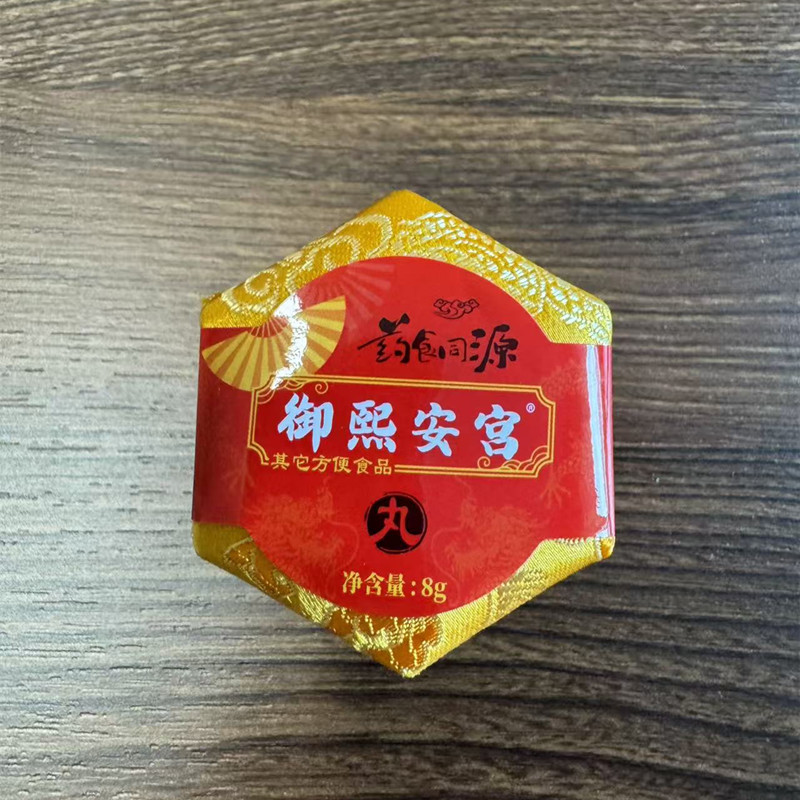 药食同源
御熙安宫®
其它方便食品
丸
净含量：8g